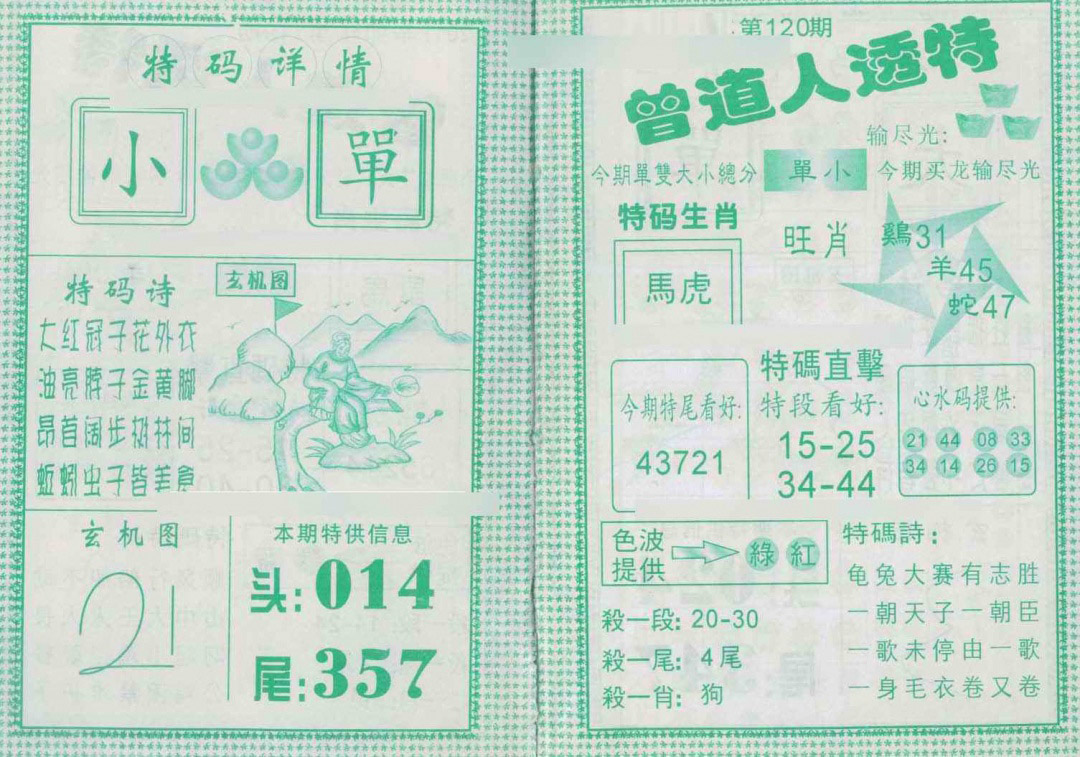 特码详情
小 單
特码诗
大红冠子花外衣
油亮脖子金黄脚
昂首阔步
蚯蚓虫子皆美食
玄机图
玄机图
21
本期特供信息
头: 014
尾: 357
第120期
曾道人透特
输尽光:
今期买龙输尽光
今期單雙大小總分 單小
特码生肖
馬虎
旺肖
鷄31
羊45
蛇47
今期特尾看好:
43721
特碼直擊
特段看好:
15-25
34-44
心水码提供:
21 44 08 33
34 14 26 15
色波提供 綠 紅
殺一段: 20-30
殺一尾: 4尾
殺一肖: 狗
特碼詩:
龟兔大赛有志胜
一朝天子一朝臣
一歌未停由一歌
一身毛衣卷又卷